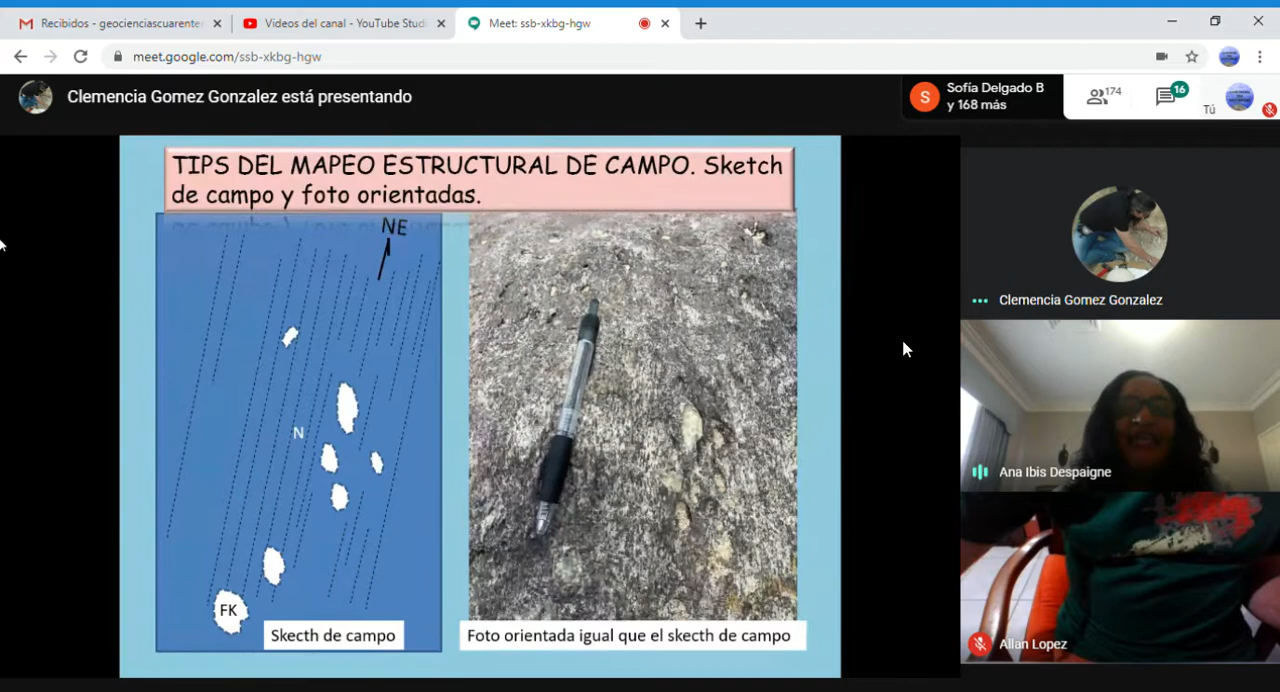 Recibidos - geocienciascuarente
Videos del canal - YouTube Stud
Meet: ssb-xkbg-hgw
meet.google.com/ssb-xkbg-hgw
Clemencia Gomez Gonzalez está presentando
S
Sofía Delgado B
y 168 más
174
16
Tú
TIPS DEL MAPEO ESTRUCTURAL DE CAMPO. Sketch
de campo y foto orientadas.
NE
N
FK
Skecth de campo
Foto orientada igual que el skecth de campo
Clemencia Gomez Gonzalez
Ana Ibis Despaigne
Allan Lopez